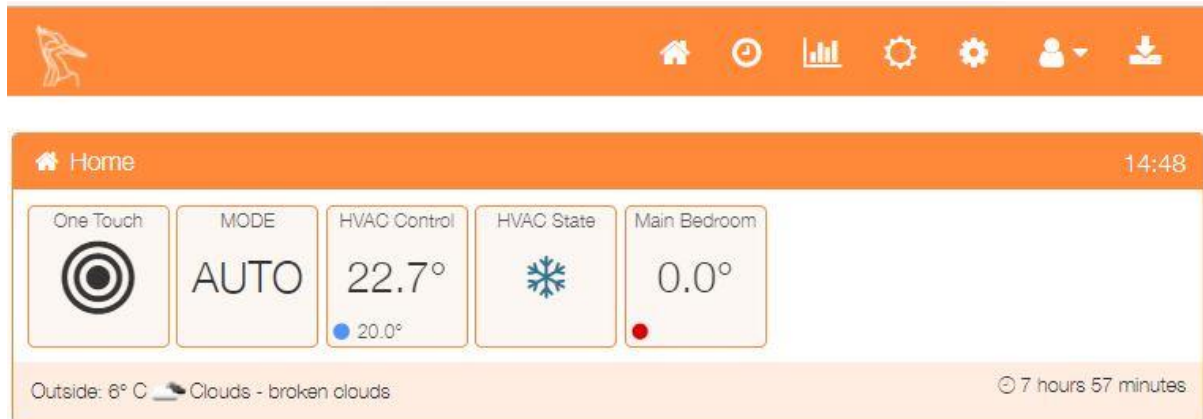 Home 14:48
One Touch MODE HVAC Control HVAC State Main Bedroom
AUTO 22.7° 0.0°
20.0°
Outside: 6° C Clouds - broken clouds 7 hours 57 minutes